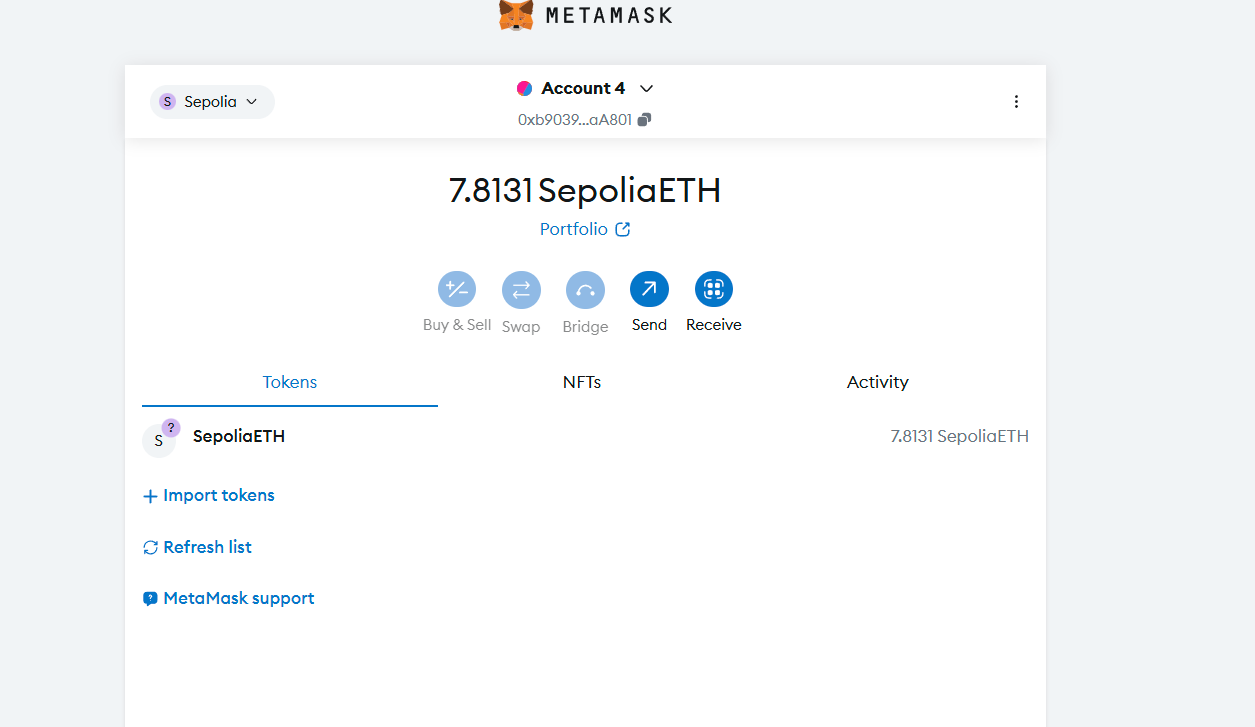 METAMASK
S Sepolia
Account 4
0xb9039...aA801
7.8131 SepoliaETH
Portfolio
Buy & Sell Swap Bridge Send Receive
Tokens NFTs Activity
S ? SepoliaETH 7.8131 SepoliaETH
Import tokens
Refresh list
MetaMask support